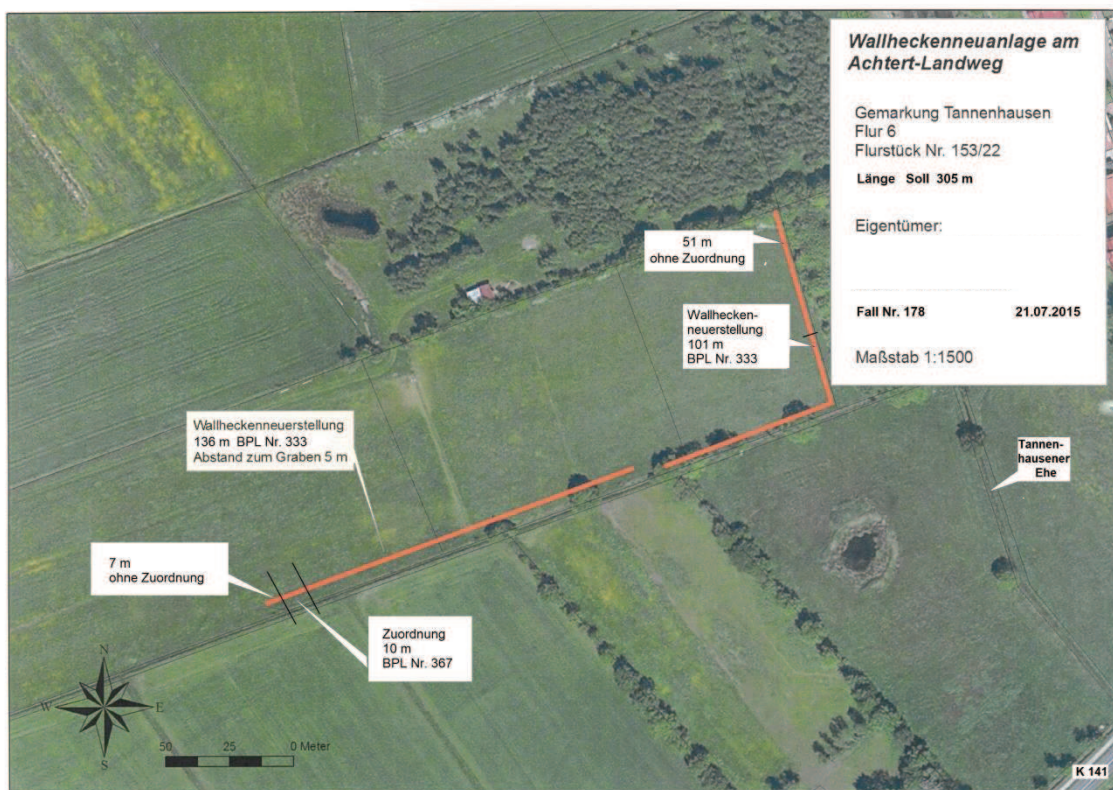 Wallheckenneuanlage am
Achtert-Landweg
Gemarkung Tannenhausen
Flur 6
Flurstück Nr. 153/22
Länge Soll 305 m
Eigentümer:
Fall Nr. 178 21.07.2015
Maßstab 1:1500
51 m
ohne Zuordnung
Wallhecken-
neuerstellung
101 m
BPL Nr. 333
Wallheckenneuerstellung
136 m BPL Nr. 333
Abstand zum Graben 5 m
Tannen-
hausener
Ehe
7 m
ohne Zuordnung
Zuordnung
10 m
BPL Nr. 367
N
W E
S
50 25 0 Meter
K 141